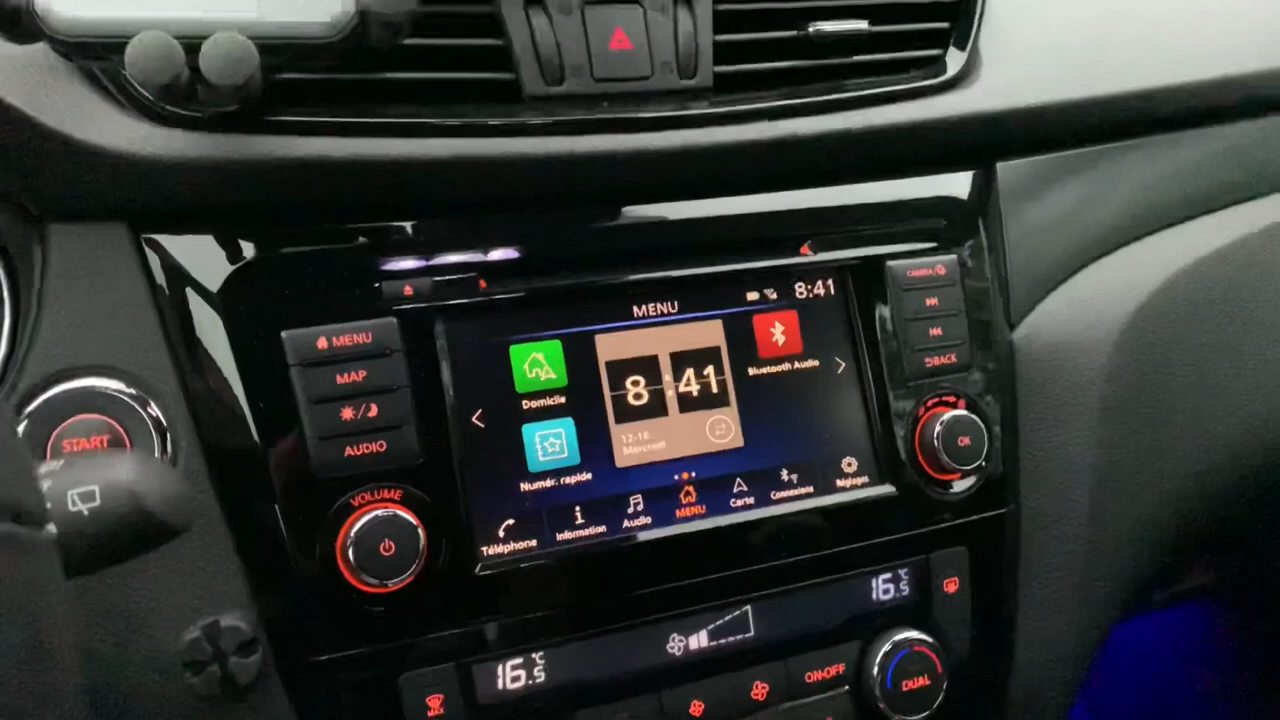 MENU
8:41
CAMERA/
MENU
MAP
AUDIO
BACK
Domicile
8:41
12-18
Mercredi
Bluetooth Audio
Numér. rapide
START
VOLUME
OK
Téléphone
Information
Audio
MENU
Carte
Connexions
Réglages
16.5°C
16.5°C
MAX
ON·OFF
DUAL